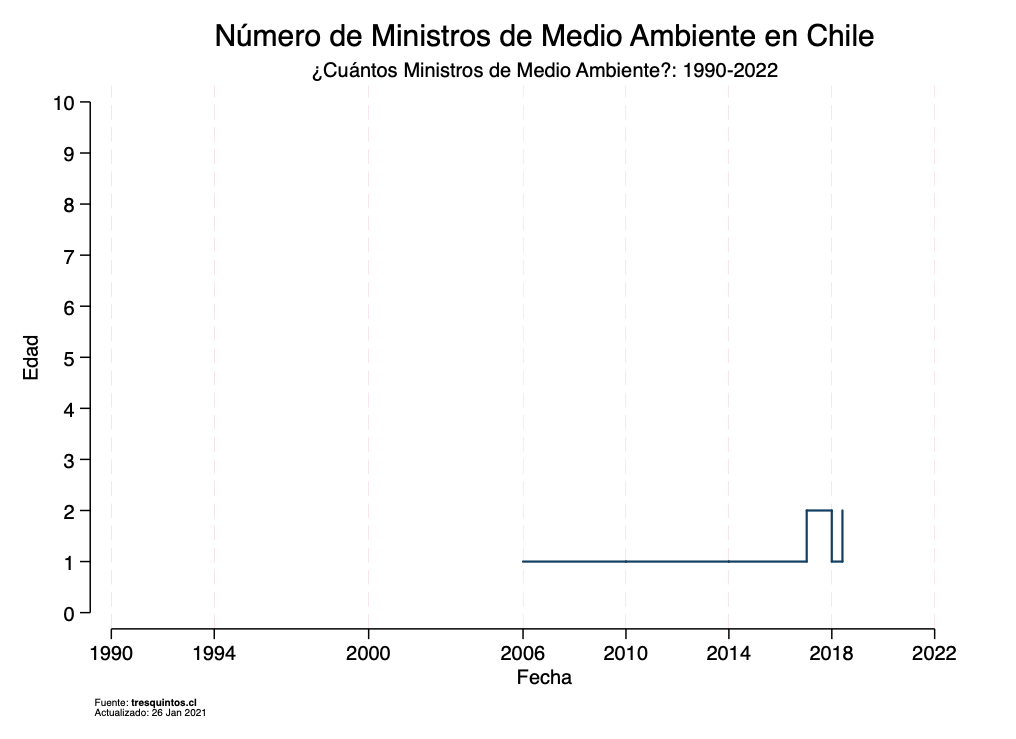 Número de Ministros de Medio Ambiente en Chile
¿Cuántos Ministros de Medio Ambiente?: 1990-2022
10
9
8
7
6
5
4
3
2
1
0
Edad
1990 1994 2000 2006 2010 2014 2018 2022
Fecha
Fuente: tresquintos.cl
Actualizado: 26 Jan 2021